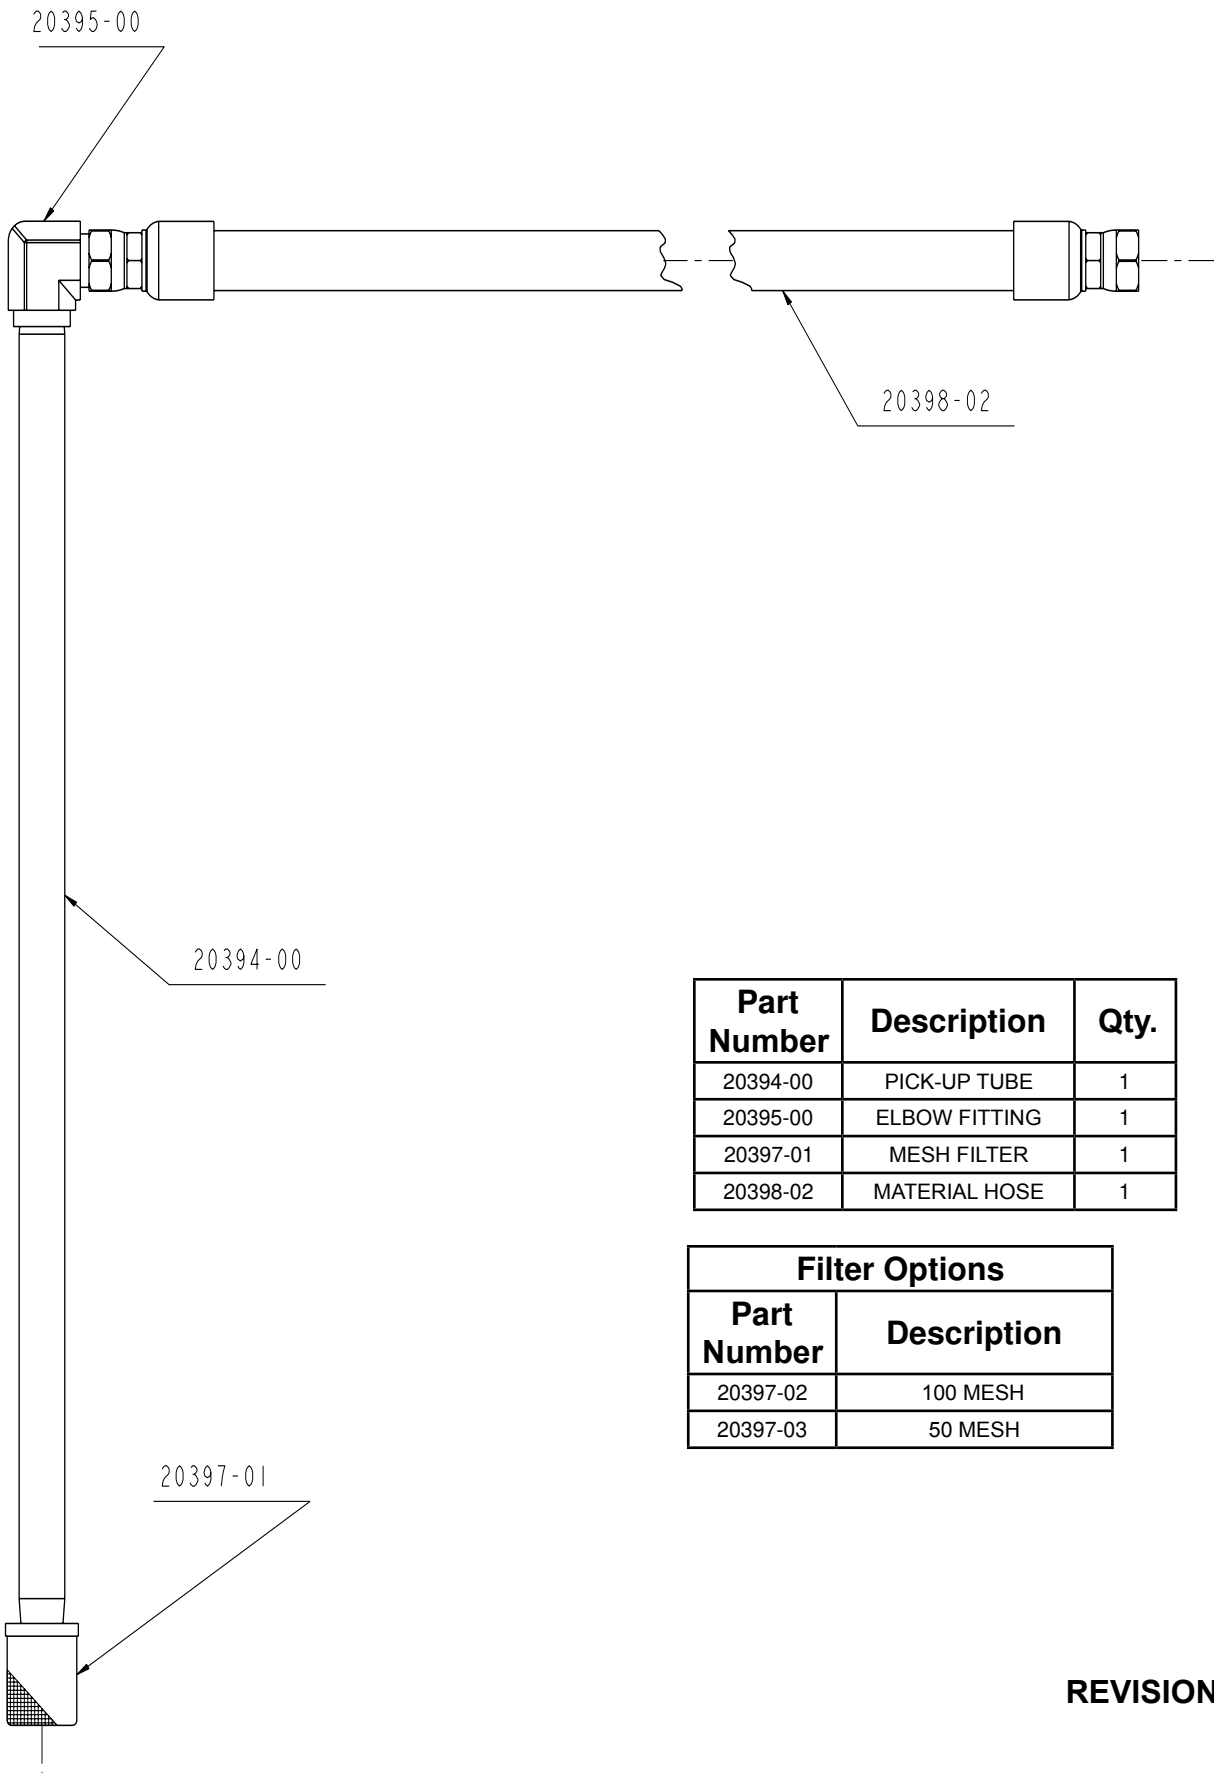 20395-00
20398-02
20394-00
Part Number Description Qty.
20394-00 PICK-UP TUBE 1
20395-00 ELBOW FITTING 1
20397-01 MESH FILTER 1
20398-02 MATERIAL HOSE 1
Filter Options
Part Number Description
20397-02 100 MESH
20397-03 50 MESH
20397-01
REVISION